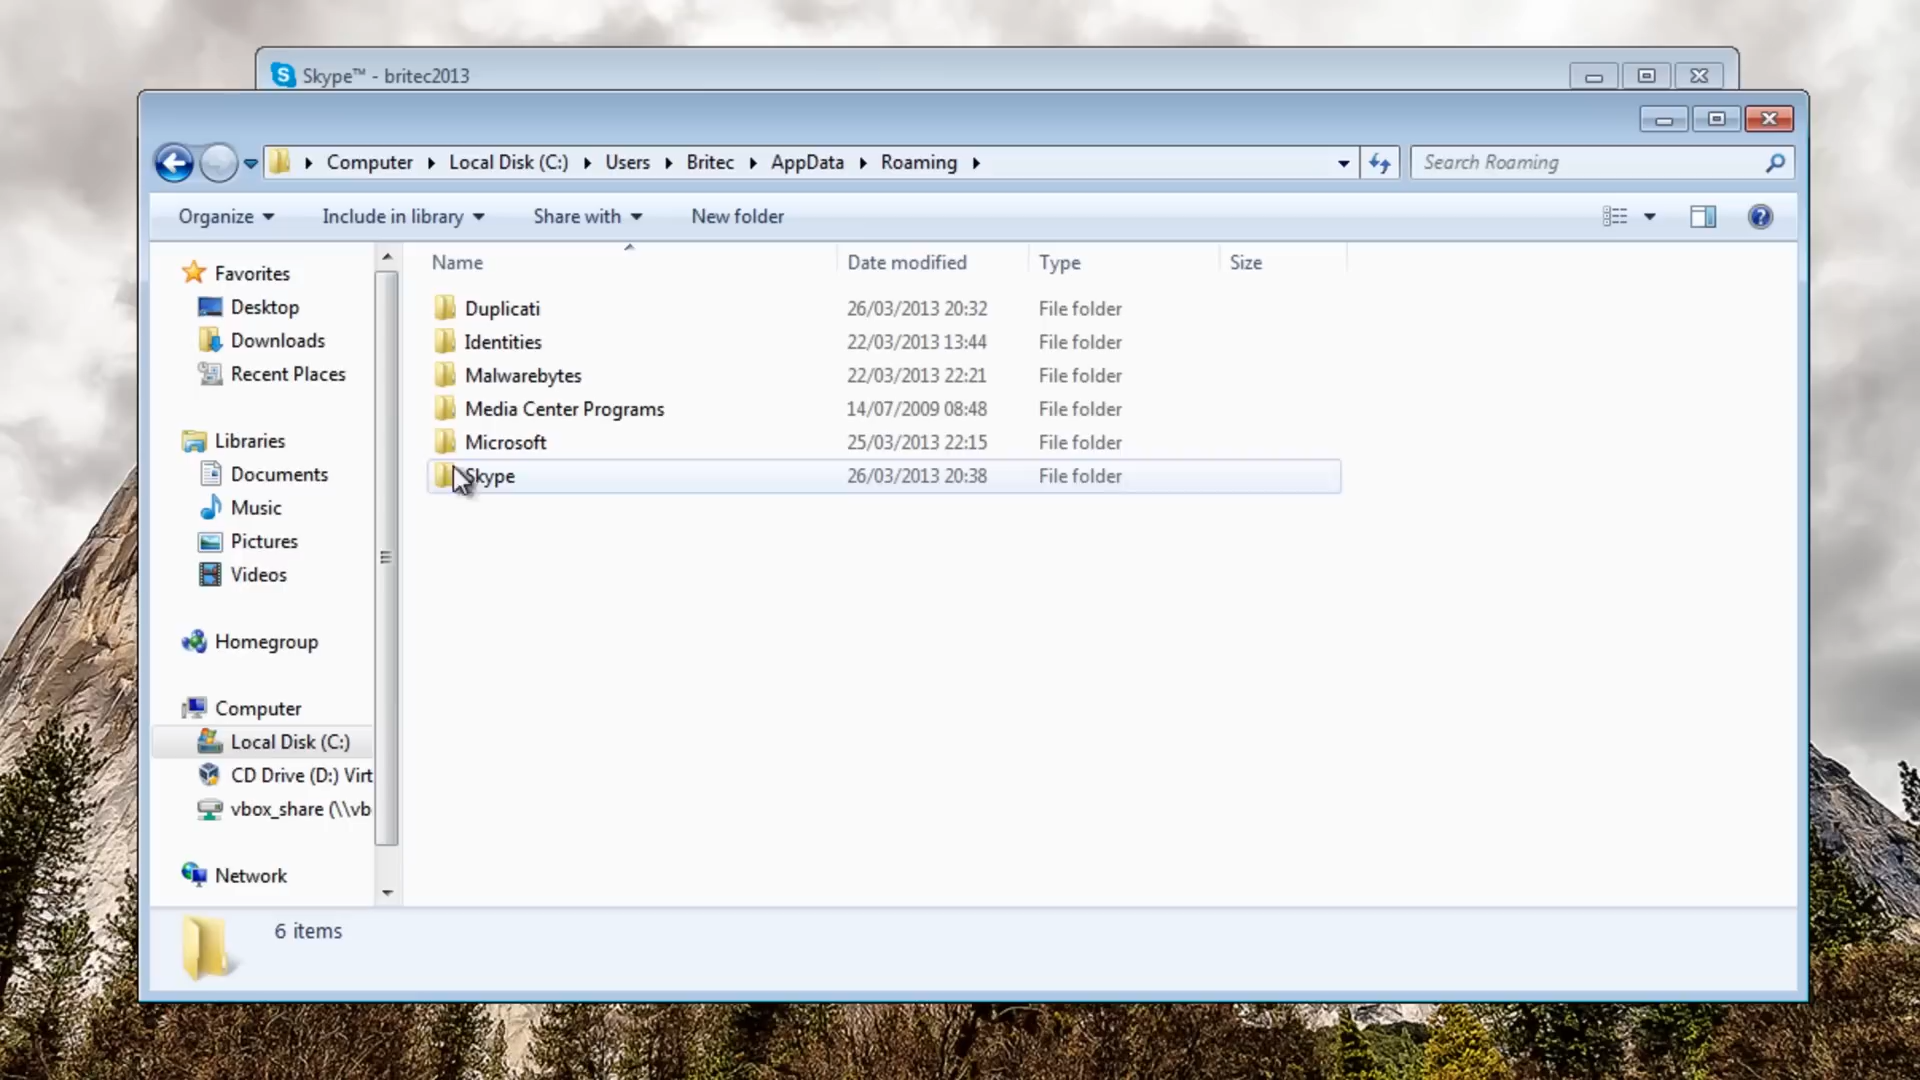 Skype™ - britec2013
Computer Local Disk (C:) Users Britec AppData Roaming
Search Roaming
Organize Include in library Share with New folder
Name Date modified Type Size
Favorites
Desktop
Downloads
Recent Places
Libraries
Documents
Music
Pictures
Videos
Homegroup
Computer
Local Disk (C:)
CD Drive (D:) Virt
vbox_share (\\vb
Network
Duplicati 26/03/2013 20:32 File folder
Identities 22/03/2013 13:44 File folder
Malwarebytes 22/03/2013 22:21 File folder
Media Center Programs 14/07/2009 08:48 File folder
Microsoft 25/03/2013 22:15 File folder
Skype 26/03/2013 20:38 File folder
6 items